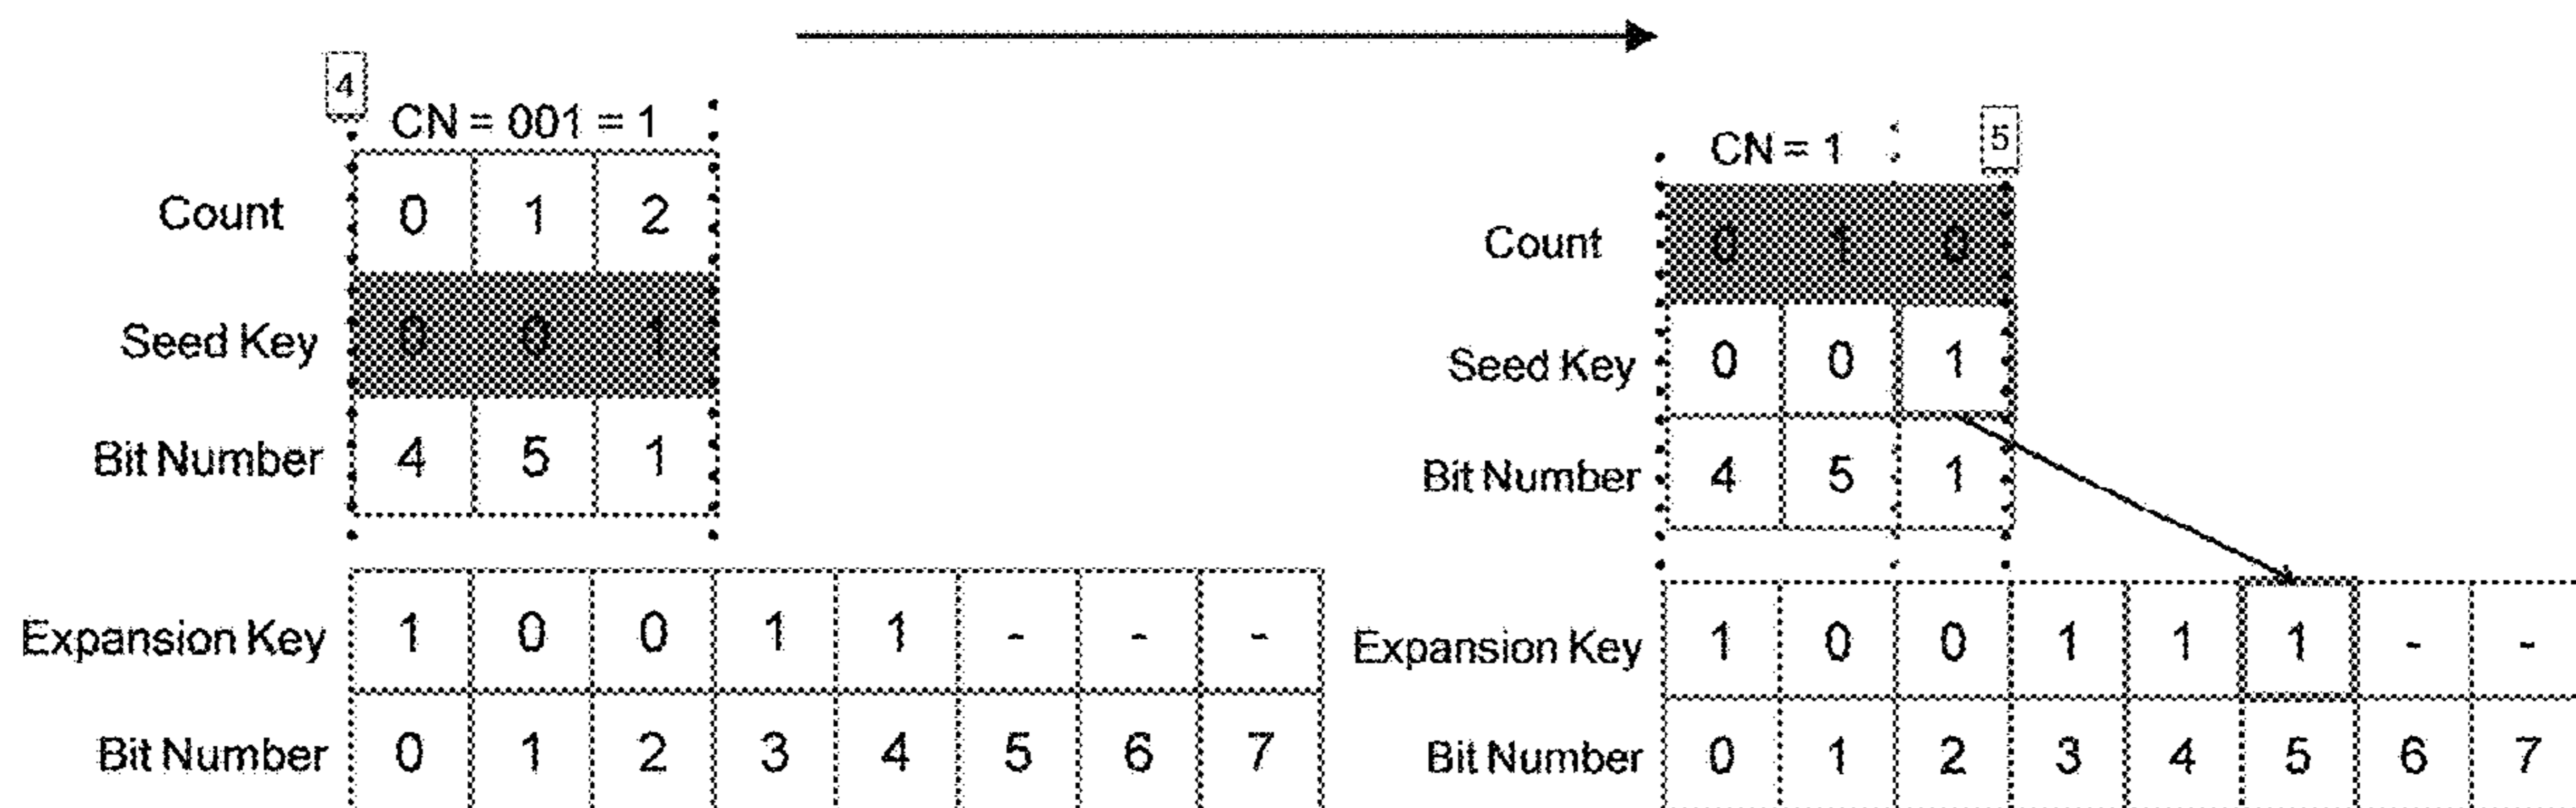 4
CN = 001 = 1
Count 0 1 2
Seed Key 0 0 1
Bit Number 4 5 1
Expansion Key 1 0 0 1 1 - - -
Bit Number 0 1 2 3 4 5 6 7
5
CN = 1
Count 0 1 0
Seed Key 0 0 1
Bit Number 4 5 1
Expansion Key 1 0 0 1 1 1 - -
Bit Number 0 1 2 3 4 5 6 7